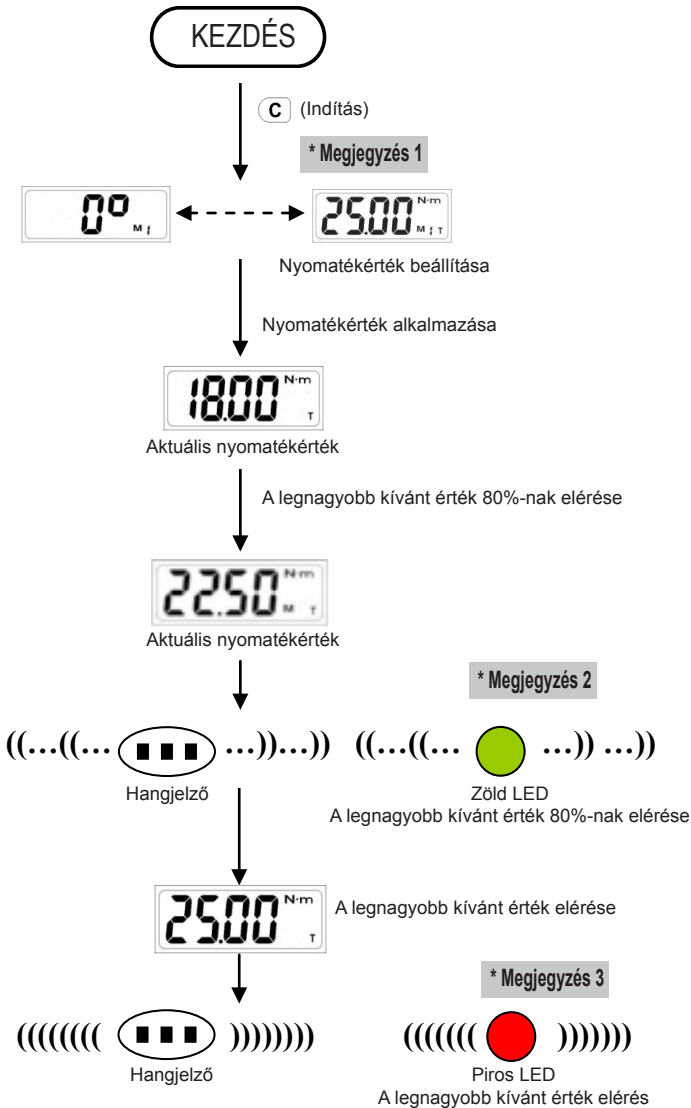 KEZDÉS
C (Indítás)
* Megjegyzés 1
0° M1
25.00 N·m M1 T
Nyomatékérték beállítása
Nyomatékérték alkalmazása
18.00 N·m T
Aktuális nyomatékérték
A legnagyobb kívánt érték 80%-nak elérése
22.50 N·m M T
Aktuális nyomatékérték
* Megjegyzés 2
((…((… ■ ■ ■ …))…)) ((…((… …)) …))
Hangjelző
Zöld LED
A legnagyobb kívánt érték 80%-nak elérése
25.00 N·m T
A legnagyobb kívánt érték elérése
* Megjegyzés 3
(((((((( ■ ■ ■ )))))))) ((((((( )))))))
Hangjelző
Piros LED
A legnagyobb kívánt érték elérés